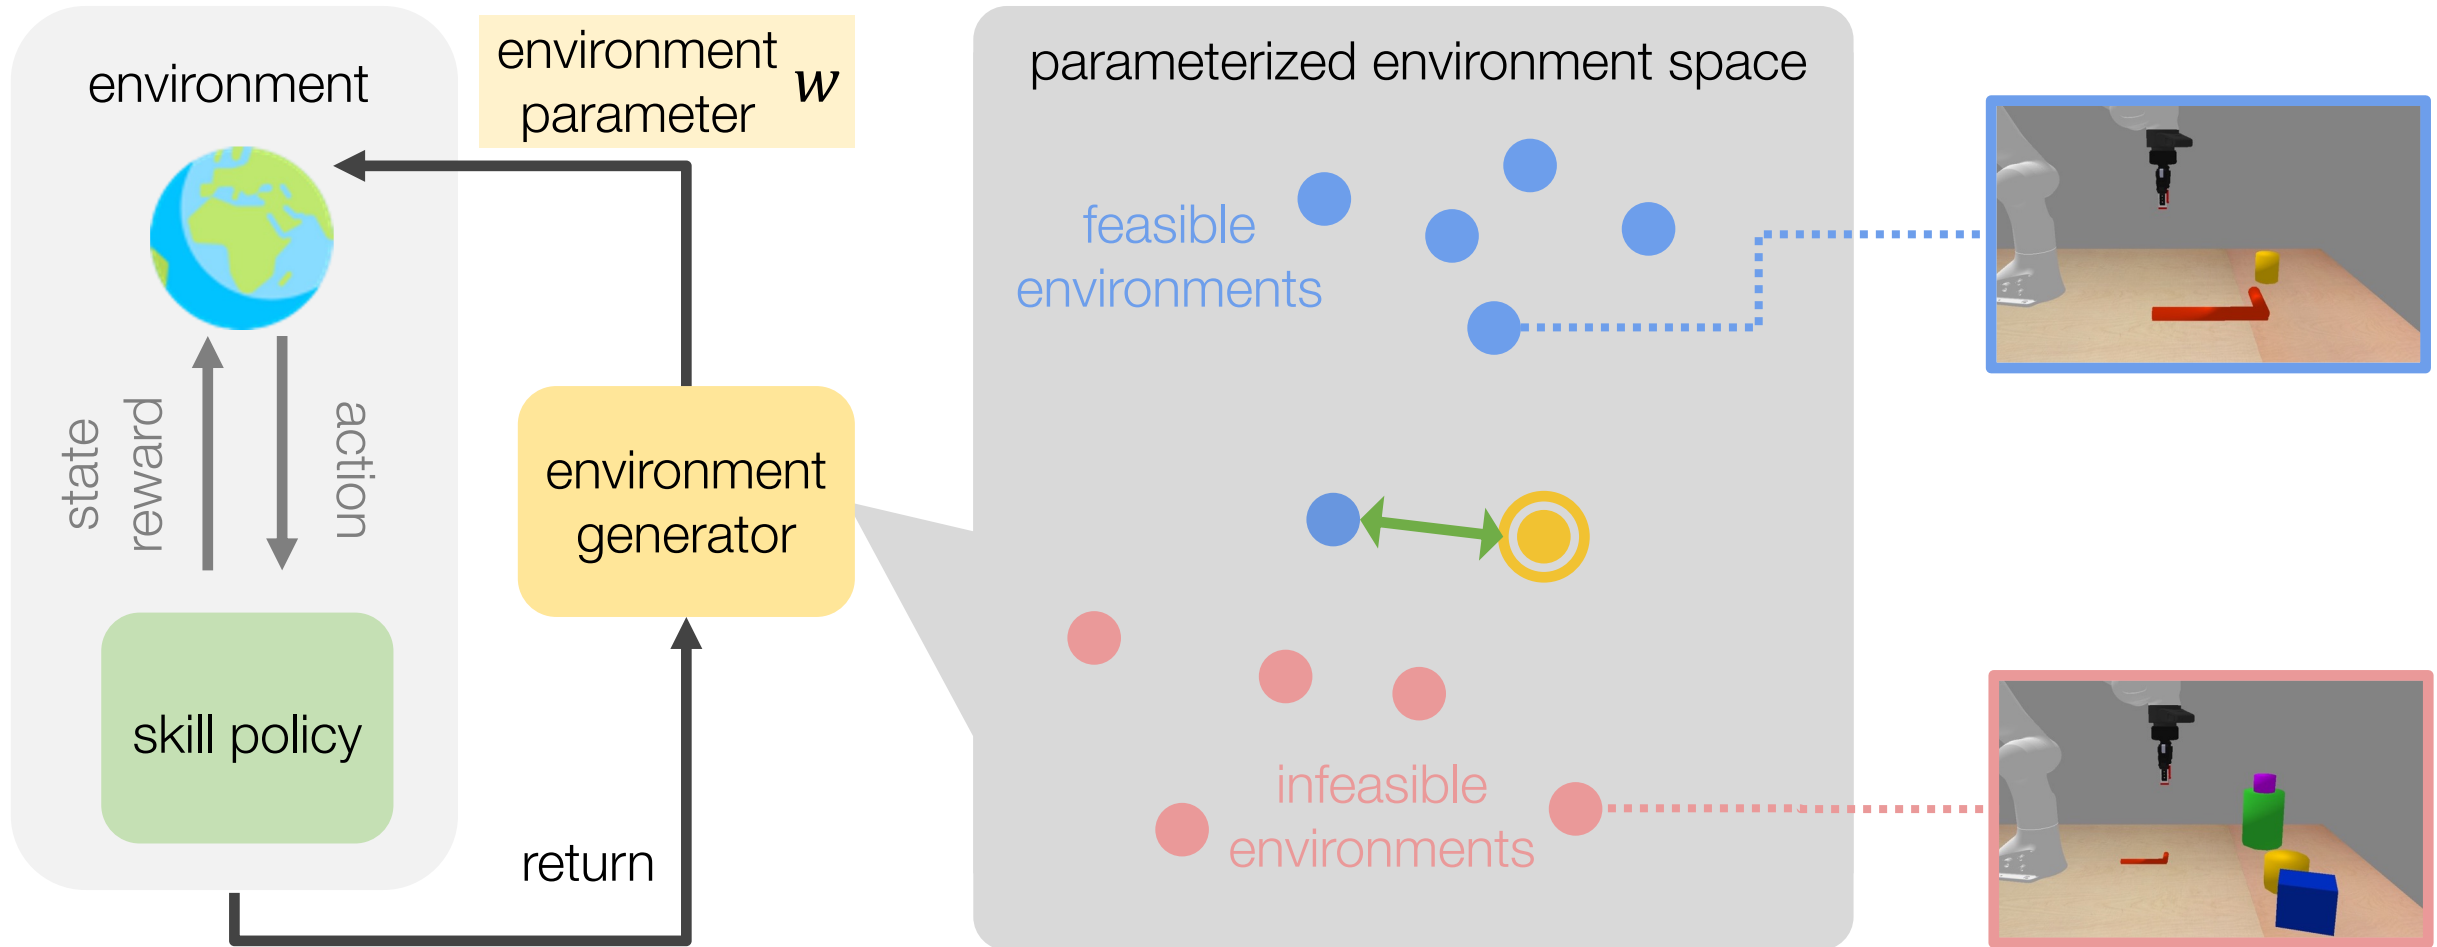 environment
state
reward
action
skill policy
environment
parameter
w
environment
generator
return
parameterized environment space
feasible
environments
infeasible
environments